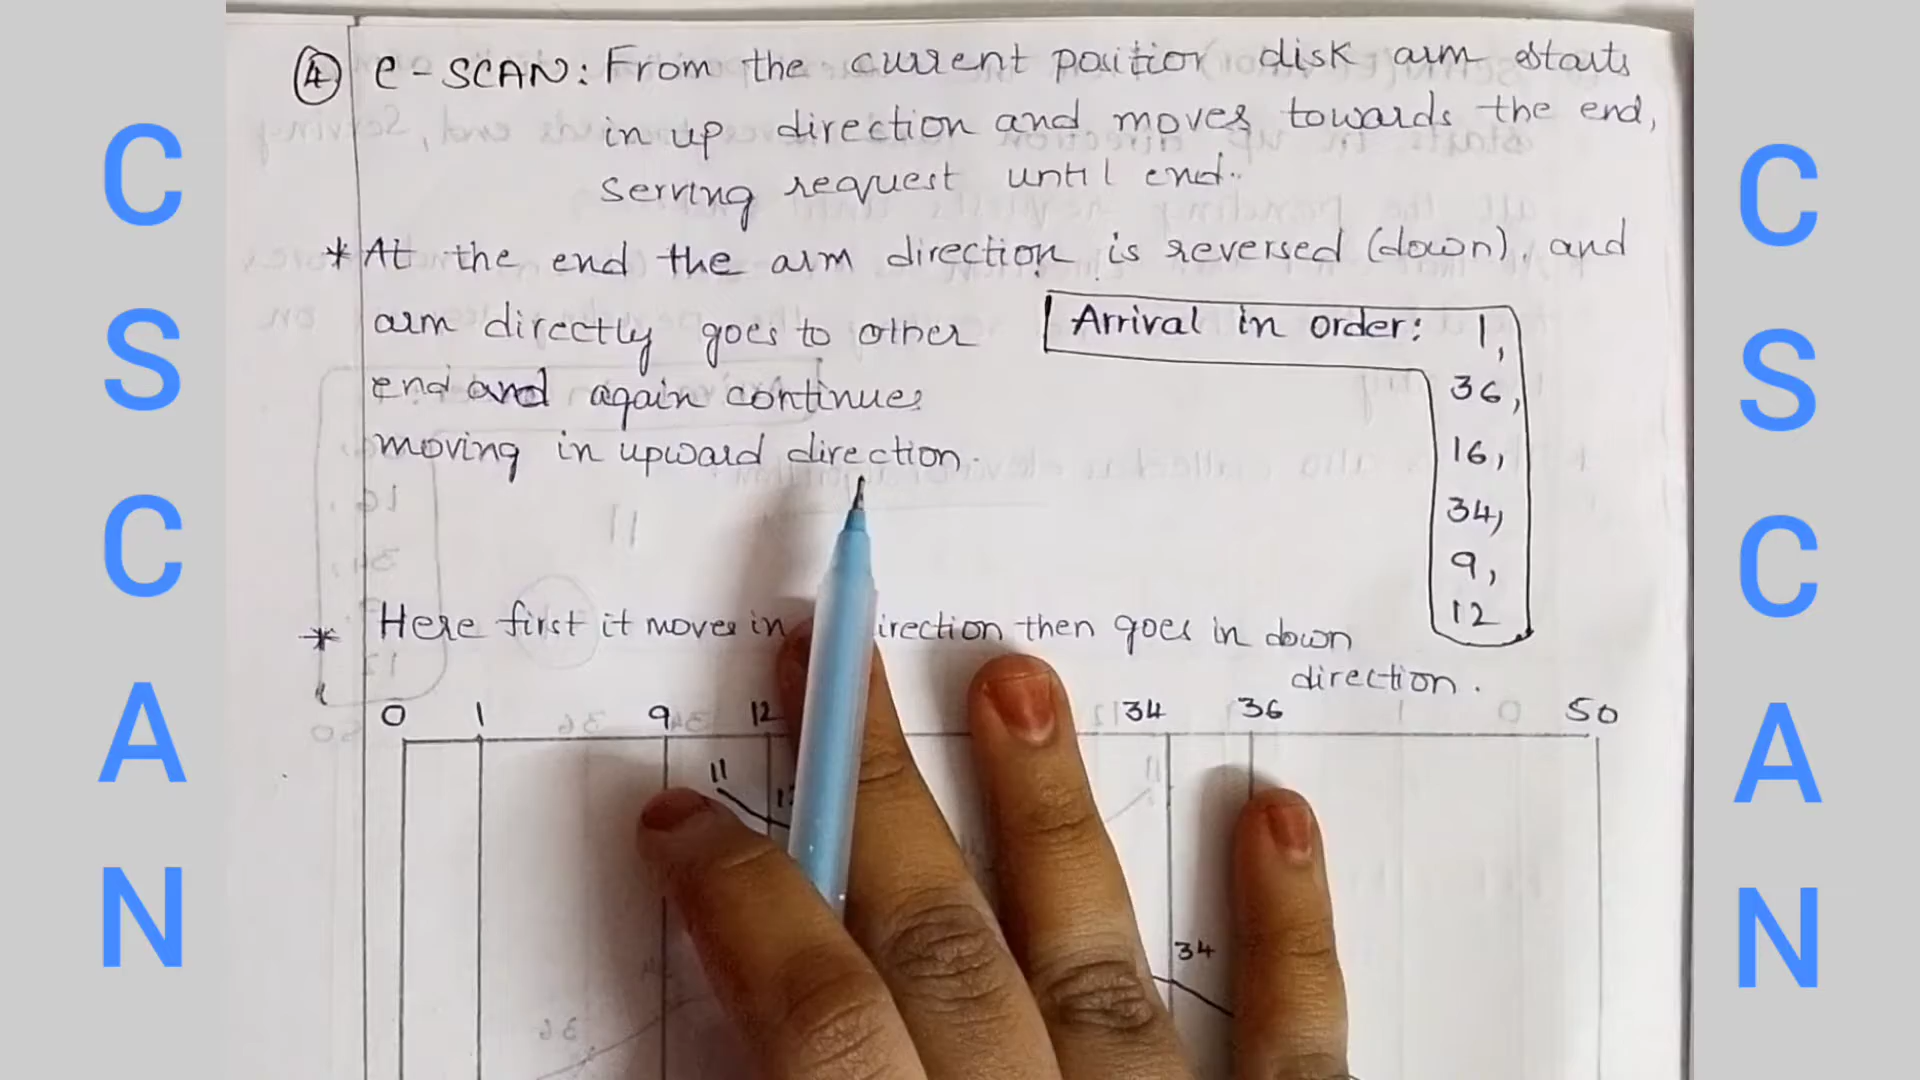 C
S
C
A
N
④ C-SCAN: From the current position disk arm starts
in up direction and moves towards the end,
serving request until end.
* At the end the arm direction is reversed (down), and
arm directly goes to other
end and again continues
moving in upward direction.
Arrival in order: 1,
36,
16,
34,
9,
12
* Here first it moves in irection then goes in down
direction.
0 1 9 12 34 36 50
11
34
C
S
C
A
N